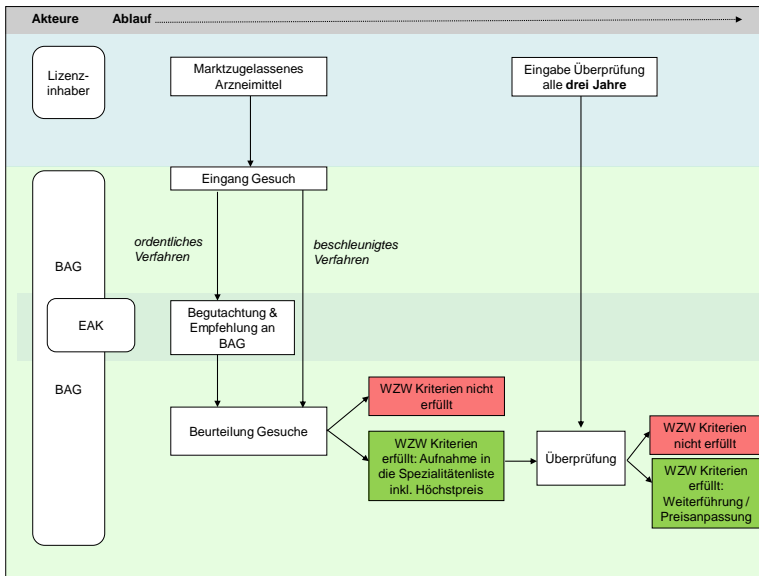 Akteure Ablauf
Lizenz-
inhaber
Marktzugelassenes
Arzneimittel
Eingabe Überprüfung
alle drei Jahre
Eingang Gesuch
ordentliches
Verfahren
beschleunigtes
Verfahren
BAG
EAK
Begutachtung &
Empfehlung an
BAG
BAG
Beurteilung Gesuche
WZW Kriterien nicht
erfüllt
WZW Kriterien
erfüllt: Aufnahme in
die Spezialitätenliste
inkl. Höchstpreis
Überprüfung
WZW Kriterien
nicht erfüllt
WZW Kriterien
erfüllt:
Weiterführung /
Preisanpassung